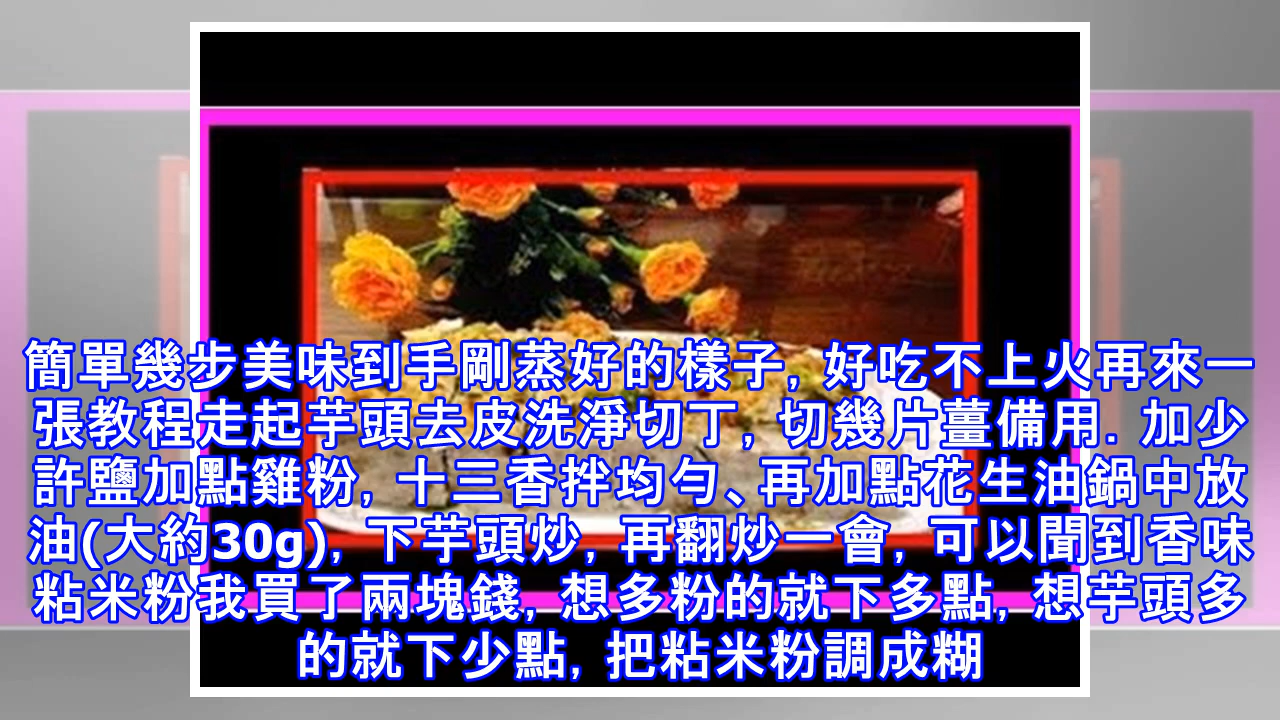 簡單幾步美味到手剛蒸好的樣子, 好吃不上火再來一
張教程走起芋頭去皮洗淨切丁, 切幾片薑備用. 加少
許鹽加點雞粉, 十三香拌均勻、再加點花生油鍋中放
油(大約30g), 下芋頭炒, 再翻炒一會, 可以聞到香味
粘米粉我買了兩塊錢, 想多粉的就下多點, 想芋頭多
的就下少點, 把粘米粉調成糊